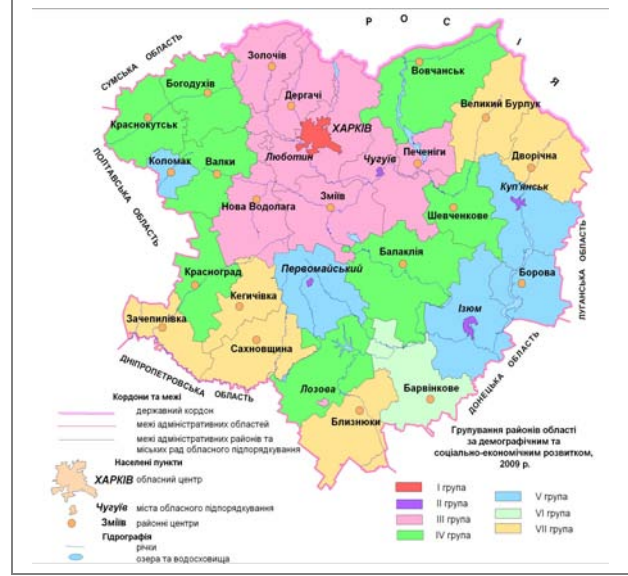 РОСІЯ
СУМСЬКА ОБЛАСТЬ
ПОЛТАВСЬКА ОБЛАСТЬ
ДНІПРОПЕТРОВСЬКА ОБЛАСТЬ
ДОНЕЦЬКА ОБЛАСТЬ
ЛУГАНСЬКА ОБЛАСТЬ
Золочів
Вовчанськ
Богодухів
Дергачі
Великий Бурлук
Краснокутськ
ХАРКІВ
Люботин
Чугуїв
Печеніги
Коломак
Валки
Дворічна
Куп'янськ
Нова Водолага
Зміїв
Шевченкове
Балаклія
Первомайський
Красноград
Борова
Кегичівка
Ізюм
Зачепилівка
Сахновщина
Лозова
Барвінкове
Близнюки
Кордони та межі
державний кордон
межі адміністративних областей
межі адміністративних районів та
міських рад обласного підпорядкування
Населені пункти
ХАРКІВ обласний центр
Чугуїв міста обласного підпорядкування
Зміїв районні центри
Гідрографія
річки
озера та водосховища
Групування районів області
за демографічним та
соціально-економічним розвитком,
2009 р.
І група
ІІ група
ІІІ група
IV група
V група
VI група
VII група